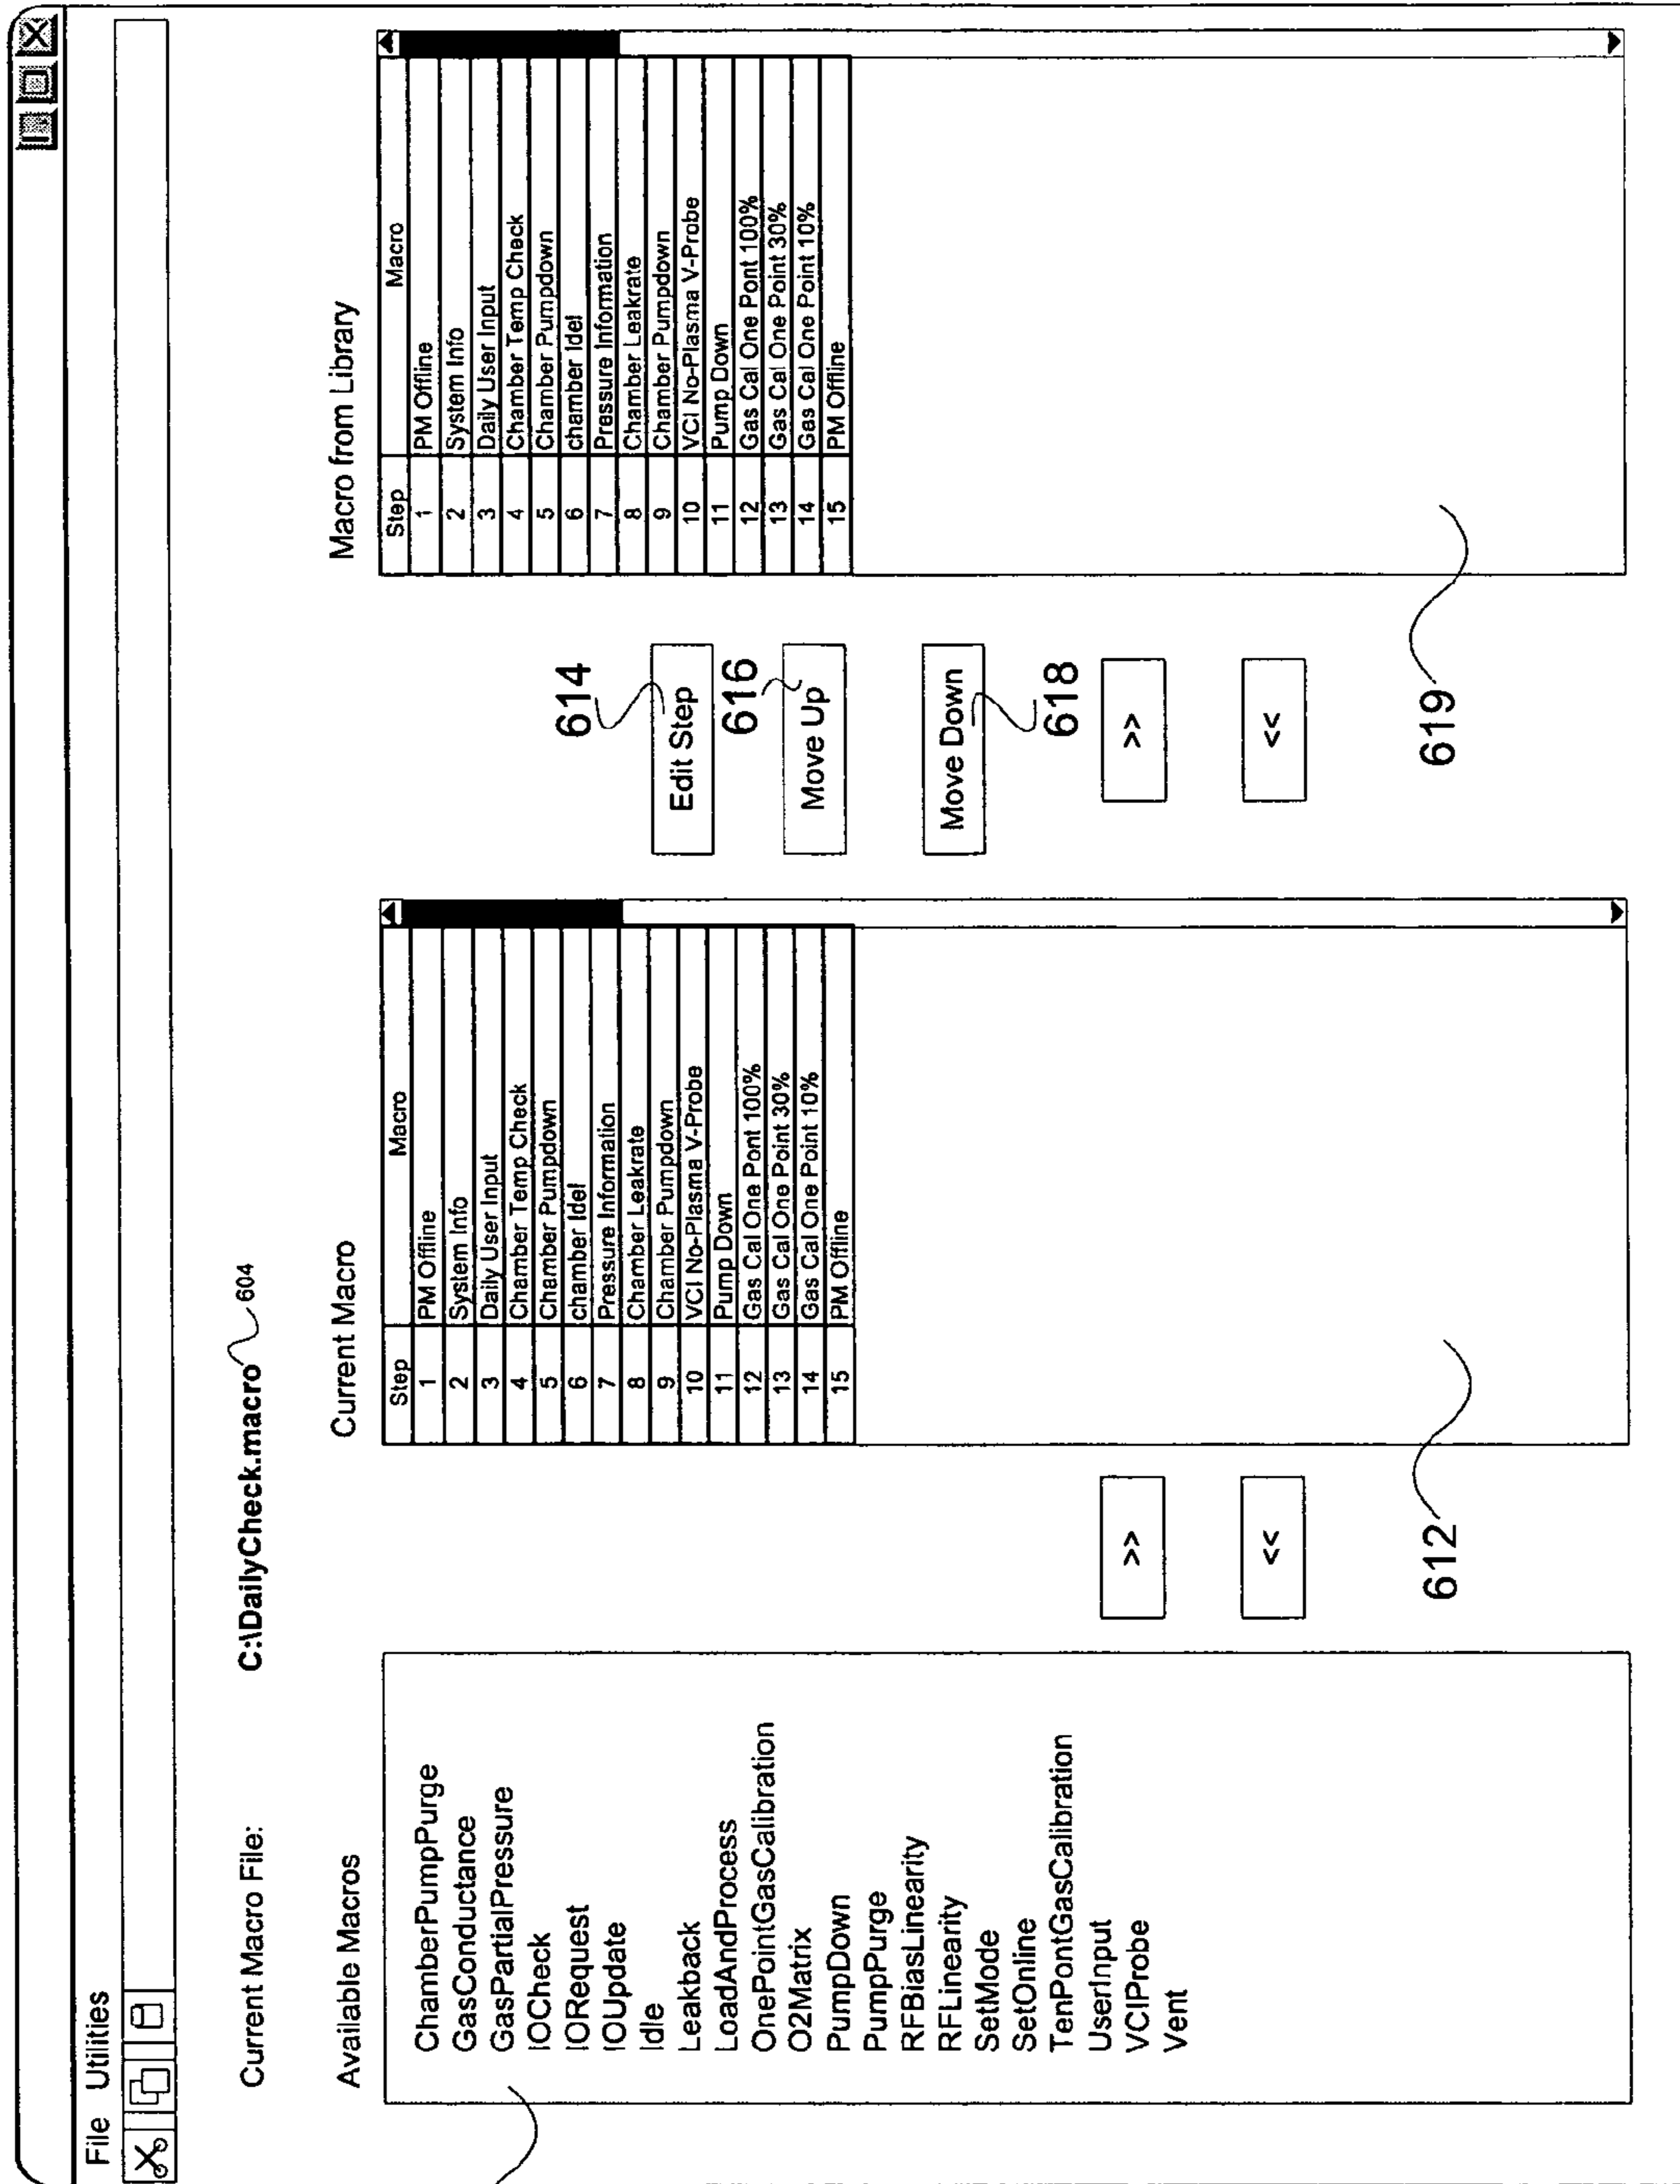 File Utilities
Current Macro File: C:\DailyCheck.macro 604
Available Macros
ChamberPumpPurge
GasConductance
GasPartialPressure
IOCheck
IORequest
IOUpdate
Idle
Leakback
LoadAndProcess
OnePointGasCalibration
O2Matrix
PumpDown
PumpPurge
RFBiasLinearity
RFLinearity
SetMode
SetOnline
TenPontGasCalibration
UserInput
VCIProbe
Vent
>>
<<
612
Current Macro
Step Macro
1 PM Offline
2 System Info
3 Daily User Input
4 Chamber Temp Check
5 Chamber Pumpdown
6 chamber Idel
7 Pressure Information
8 Chamber Leakrate
9 Chamber Pumpdown
10 VCI No-Plasma V-Probe
11 Pump Down
12 Gas Cal One Pont 100%
13 Gas Cal One Point 30%
14 Gas Cal One Point 10%
15 PM Offline
614
Edit Step
616
Move Up
Move Down
618
>>
<<
619
Macro from Library
Step Macro
1 PM Offline
2 System Info
3 Daily User Input
4 Chamber Temp Check
5 Chamber Pumpdown
6 chamber Idel
7 Pressure Information
8 Chamber Leakrate
9 Chamber Pumpdown
10 VCI No-Plasma V-Probe
11 Pump Down
12 Gas Cal One Pont 100%
13 Gas Cal One Point 30%
14 Gas Cal One Point 10%
15 PM Offline